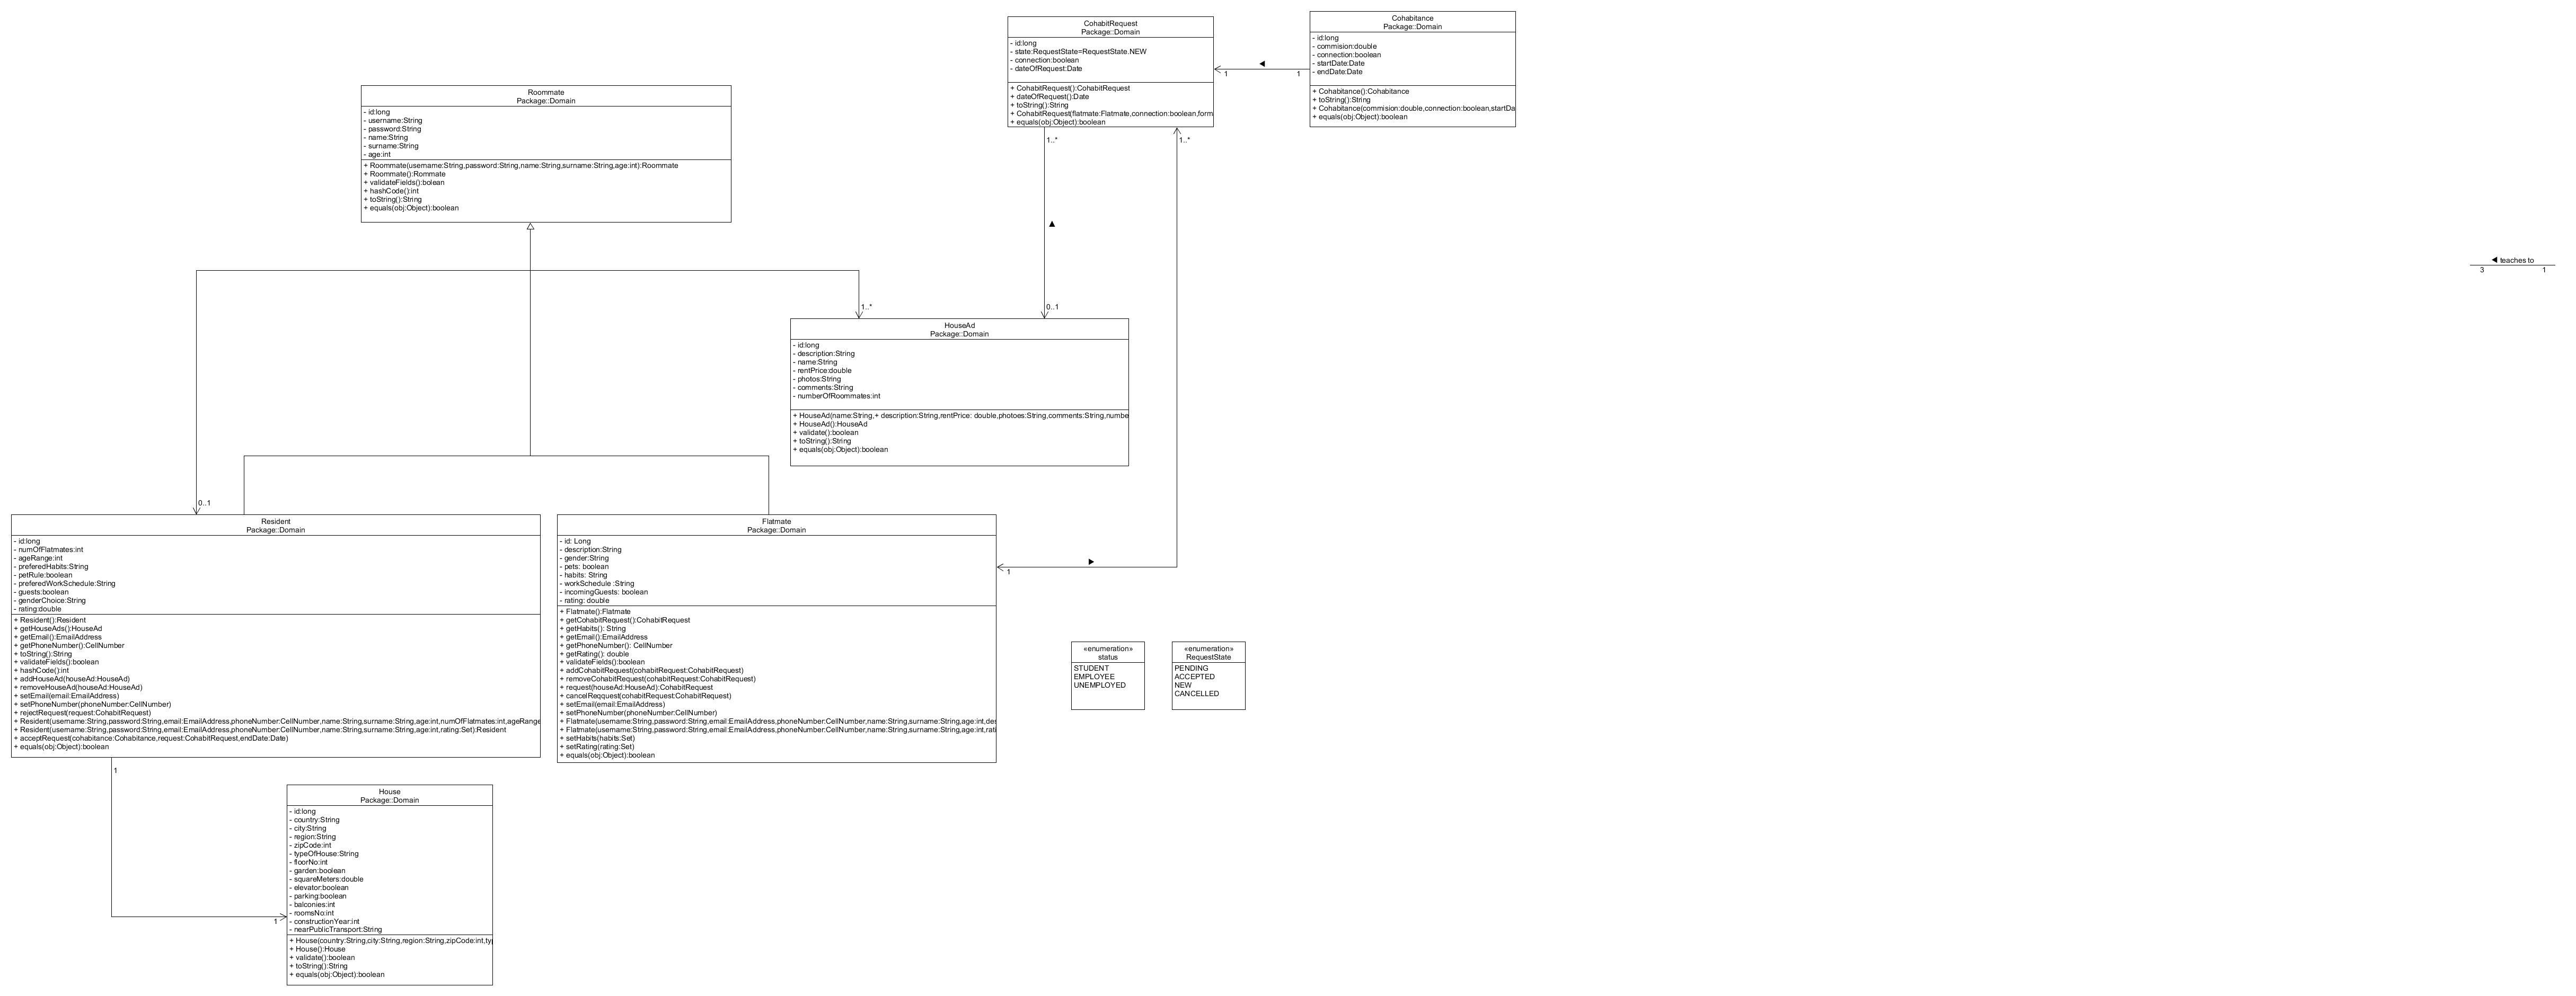 CohabitRequest
Package::Domain
- id:long
- state:RequestState=RequestState.NEW
- connection:boolean
- dateOfRequest:Date
+ CohabitRequest():CohabitRequest
+ dateOfRequest():Date
+ toString():String
+ CohabitRequest(flatmate:Flatmate,connection:boolean,form
+ equals(obj:Object):boolean
1
1
Cohabitance
Package::Domain
- id:long
- commision:double
- connection:boolean
- startDate:Date
- endDate:Date
+ Cohabitance():Cohabitance
+ toString():String
+ Cohabitance(commision:double,connection:boolean,startDa
+ equals(obj:Object):boolean
Roommate
Package::Domain
- id:long
- username:String
- password:String
- name:String
- surname:String
- age:int
+ Roommate(username:String,password:String,name:String,surname:String,age:int):Roommate
+ Roommate():Rommate
+ validateFields():bolean
+ hashCode():int
+ toString():String
+ equals(obj:Object):boolean
1..*
1..*
teaches to
3
1
1..*
0..1
HouseAd
Package::Domain
- id:long
- description:String
- name:String
- rentPrice:double
- photos:String
- comments:String
- numberOfRoommates:int
+ HouseAd(name:String,+ description:String,rentPrice: double,photoes:String,comments:String,numbe
+ HouseAd():HouseAd
+ validate():boolean
+ toString():String
+ equals(obj:Object):boolean
0..1
Resident
Package::Domain
- id:long
- numOfFlatmates:int
- ageRange:int
- preferedHabits:String
- petRule:boolean
- preferedWorkSchedule:String
- guests:boolean
- genderChoice:String
- rating:double
+ Resident():Resident
+ getHouseAds():HouseAd
+ getEmail():EmailAddress
+ getPhoneNumber():CellNumber
+ toString():String
+ validateFields():boolean
+ hashCode():int
+ addHouseAd(houseAd:HouseAd)
+ removeHouseAd(houseAd:HouseAd)
+ setEmail(email:EmailAddress)
+ setPhoneNumber(phoneNumber:CellNumber)
+ rejectRequest(request:CohabitRequest)
+ Resident(username:String,password:String,email:EmailAddress,phoneNumber:CellNumber,name:String,surname:String,age:int,numOfFlatmates:int,ageRange
+ Resident(username:String,password:String,email:EmailAddress,phoneNumber:CellNumber,name:String,surname:String,age:int,rating:Set):Resident
+ acceptRequest(cohabitance:Cohabitance,request:CohabitRequest,endDate:Date)
+ equals(obj:Object):boolean
Flatmate
Package::Domain
- id: Long
- description:String
- gender:String
- pets: boolean
- habits: String
- workSchedule :String
- incomingGuests: boolean
- rating: double
+ Flatmate():Flatmate
+ getCohabitRequest():CohabitRequest
+ getHabits(): String
+ getEmail():EmailAddress
+ getPhoneNumber(): CellNumber
+ getRating(): double
+ validateFields():boolean
+ addCohabitRequest(cohabitRequest:CohabitRequest)
+ removeCohabitRequest(cohabitRequest:CohabitRequest)
+ request(houseAd:HouseAd):CohabitRequest
+ cancelReqquest(cohabitRequest:CohabitRequest)
+ setEmail(email:EmailAddress)
+ setPhoneNumber(phoneNumber:CellNumber)
+ Flatmate(username:String,password:String,email:EmailAddress,phoneNumber:CellNumber,name:String,surname:String,age:int,des
+ Flatmate(username:String,password:String,email:EmailAddress,phoneNumber:CellNumber,name:String,surname:String,age:int,rati
+ setHabits(habits:Set)
+ setRating(rating:Set)
+ equals(obj:Object):boolean
1
«enumeration»
status
STUDENT
EMPLOYEE
UNEMPLOYED
«enumeration»
RequestState
PENDING
ACCEPTED
NEW
CANCELLED
1
1
House
Package::Domain
- id:long
- country:String
- city:String
- region:String
- zipCode:int
- typeOfHouse:String
- floorNo:int
- garden:boolean
- squareMeters:double
- elevator:boolean
- parking:boolean
- balconies:int
- roomsNo:int
- constructionYear:int
- nearPublicTransport:String
+ House(country:String,city:String,region:String,zipCode:int,typ
+ House():House
+ validate():boolean
+ toString():String
+ equals(obj:Object):boolean